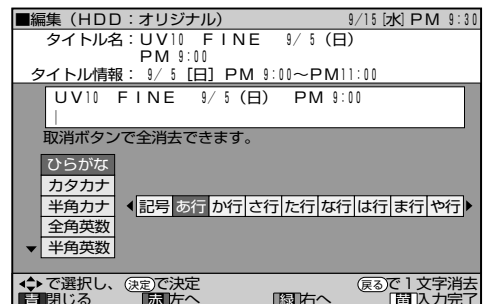 ■編集（HDD：オリジナル） 9/15[水]PM 9:30
タイトル名：UV10 FINE 9/ 5（日）
PM 9:00
タイトル情報：9/ 5［日］PM 9:00～PM11:00
UV10 FINE 9/ 5（日） PM 9:00
取消ボタンで全消去できます。
ひらがな
カタカナ
半角カナ
全角英数
半角英数
記号 あ行 か行 さ行 た行 な行 は行 ま行 や行
で選択し、決定で決定 戻るで1文字消去
青 閉じる 赤 左へ 緑 右へ 黄 入力完了